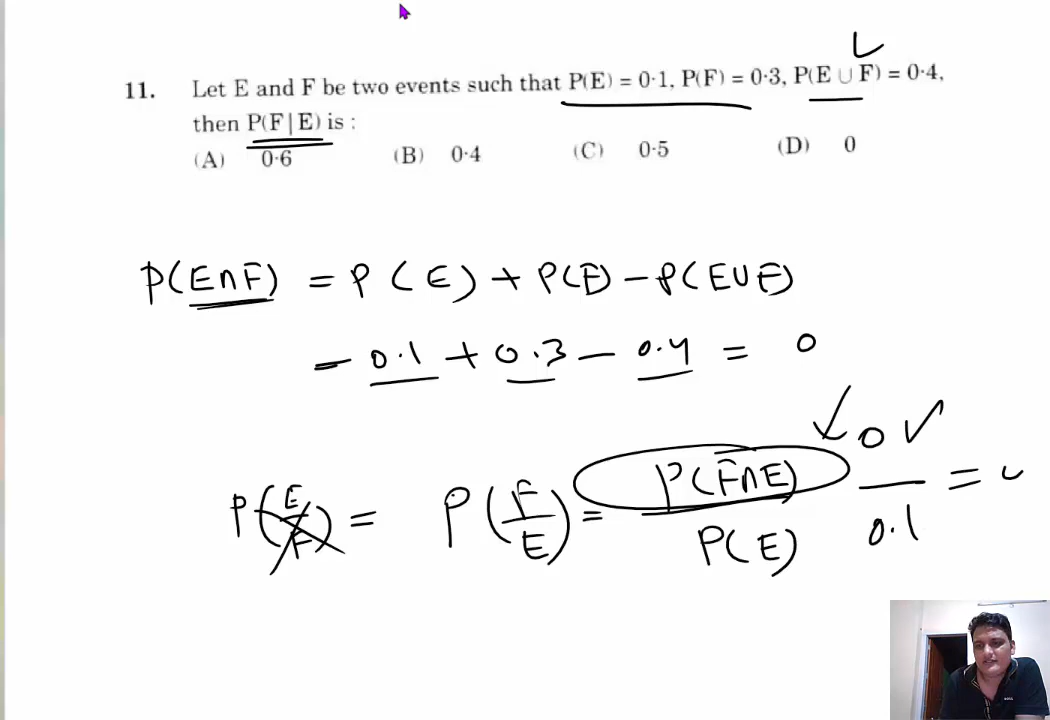 11. Let E and F be two events such that P(E) = 0·1, P(F) = 0·3, P(E ∪ F) = 0·4,
then P(F | E) is :
(A) 0·6 (B) 0·4 (C) 0·5 (D) 0
P(E∩F) = P(E) + P(F) - P(E∪F)
= 0.1 + 0.3 - 0.4 = 0
P(E/F) = P(F/E) = P(F∩E)/P(E) 0/0.1 = 0